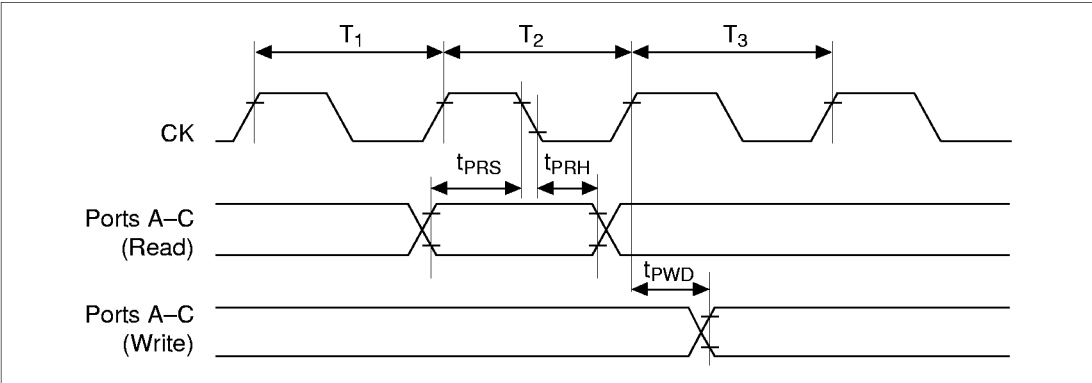 T1 T2 T3
CK
tPRS tPRH
Ports A–C
(Read)
tPWD
Ports A–C
(Write)